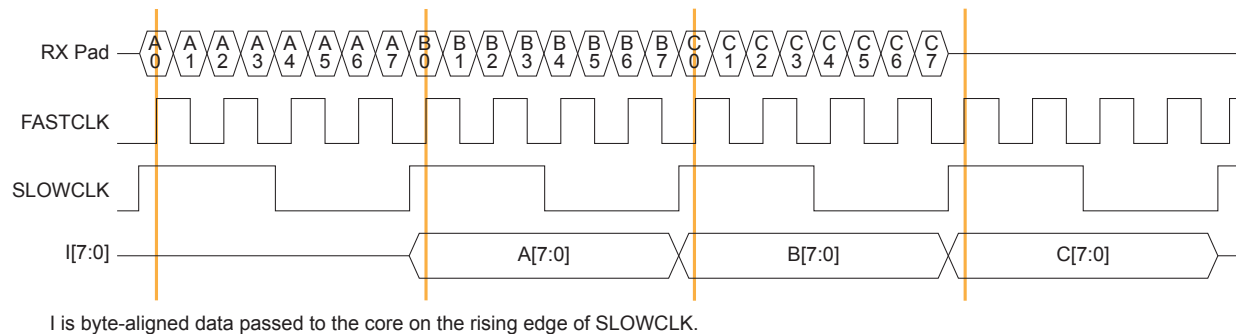 RX Pad
A A A A A A A A B B B B B B B B C C C C C C C C
0 1 2 3 4 5 6 7 0 1 2 3 4 5 6 7 0 1 2 3 4 5 6 7
FASTCLK
SLOWCLK
I[7:0]
A[7:0]
B[7:0]
C[7:0]
I is byte-aligned data passed to the core on the rising edge of SLOWCLK.